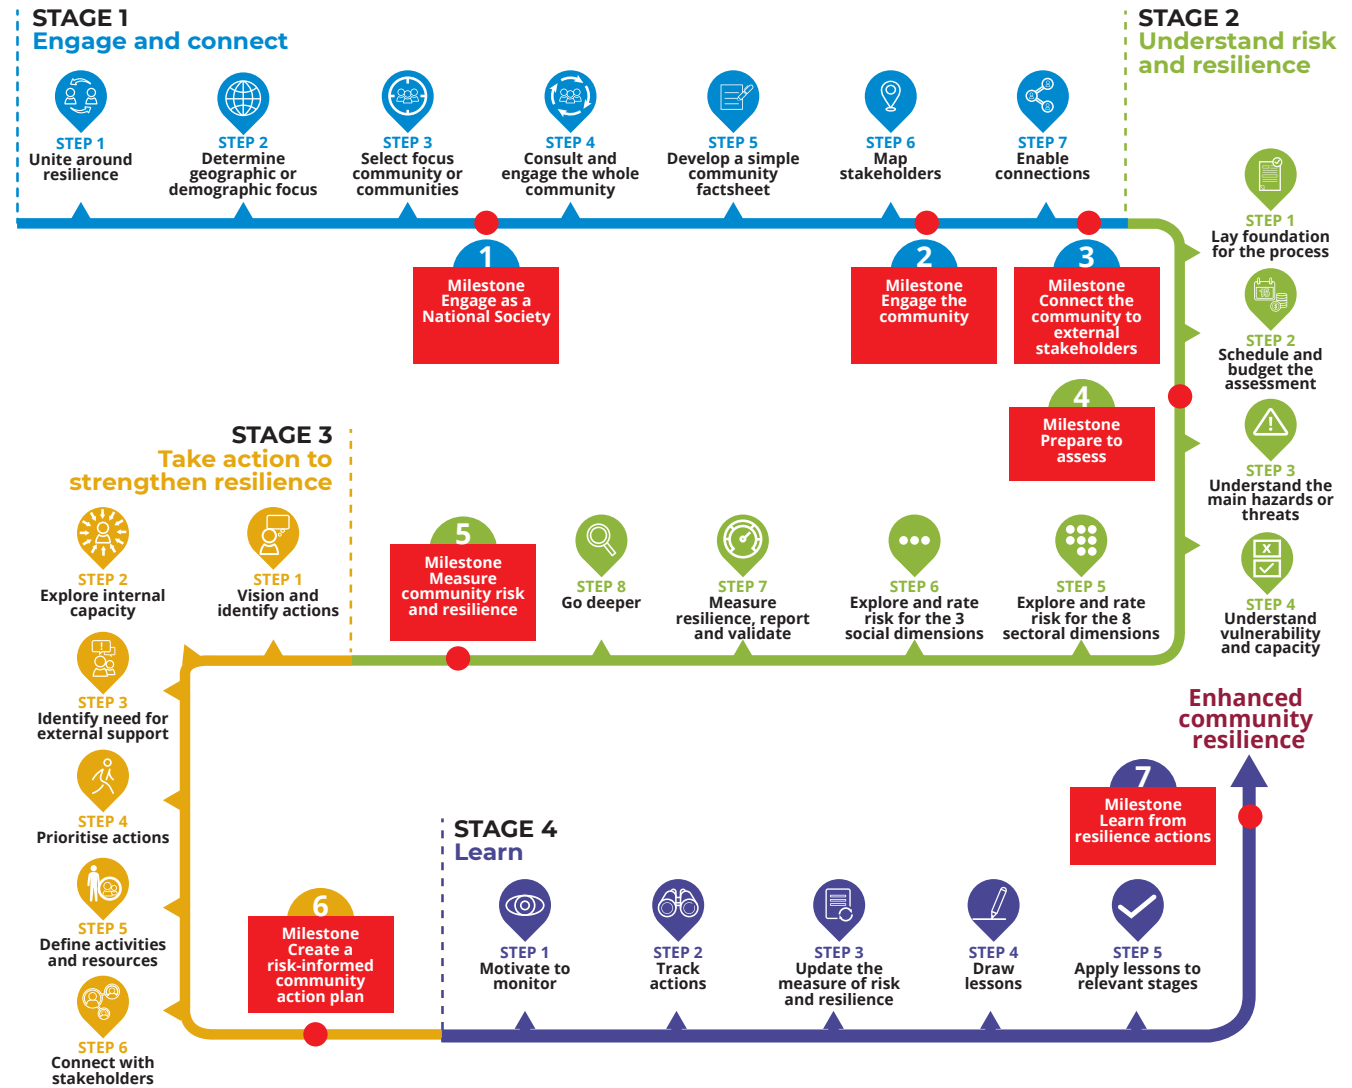 STAGE 1
Engage and connect
STEP 1
Unite around
resilience
STEP 2
Determine
geographic or
demographic focus
STEP 3
Select focus
community or
communities
STEP 4
Consult and
engage the whole
community
STEP 5
Develop a simple
community
factsheet
STEP 6
Map
stakeholders
STEP 7
Enable
connections
1
Milestone
Engage as a
National Society
2
Milestone
Engage the
community
3
Milestone
Connect the
community to
external
stakeholders
STAGE 2
Understand risk
and resilience
STEP 1
Lay foundation
for the process
STEP 2
Schedule and
budget the
assessment
4
Milestone
Prepare to
assess
STEP 3
Understand the
main hazards or
threats
STEP 4
Understand
vulnerability
and capacity
STEP 5
Explore and rate
risk for the 8
sectoral dimensions
STEP 6
Explore and rate
risk for the 3
social dimensions
STEP 7
Measure
resilience, report
and validate
STEP 8
Go deeper
5
Milestone
Measure
community risk
and resilience
STAGE 3
Take action to
strengthen resilience
STEP 1
Vision and
identify actions
STEP 2
Explore internal
capacity
STEP 3
Identify need for
external support
STEP 4
Prioritise actions
STEP 5
Define activities
and resources
STEP 6
Connect with
stakeholders
6
Milestone
Create a
risk-informed
community
action plan
STAGE 4
Learn
STEP 1
Motivate to
monitor
STEP 2
Track
actions
STEP 3
Update the
measure of risk
and resilience
STEP 4
Draw
lessons
STEP 5
Apply lessons to
relevant stages
7
Milestone
Learn from
resilience actions
Enhanced
community
resilience